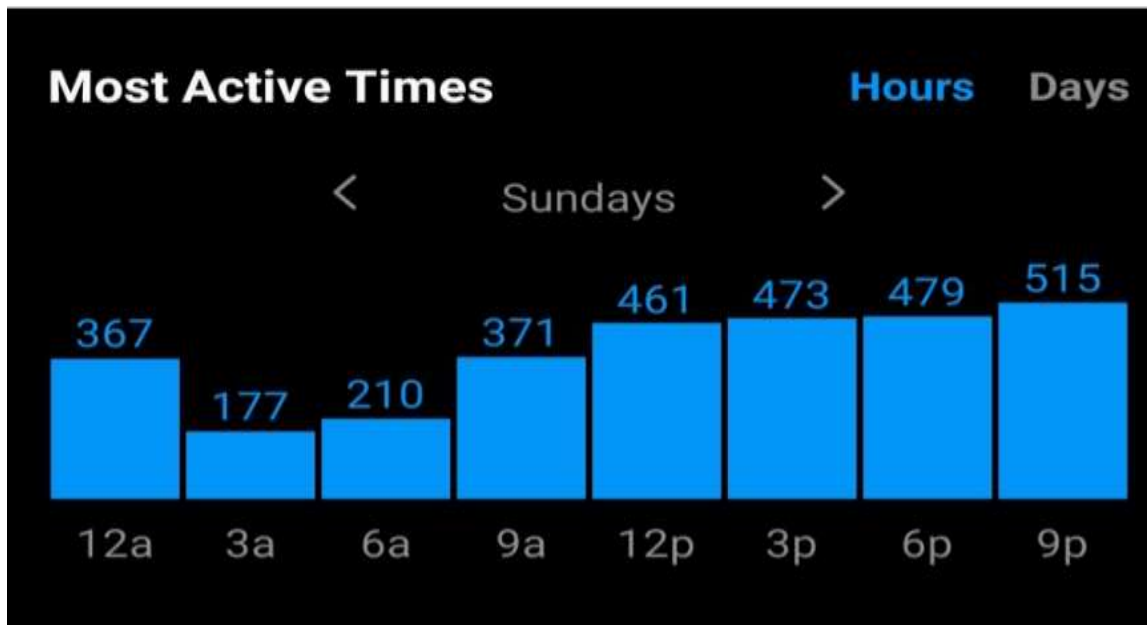 Most Active Times Hours Days
< Sundays >
367 177 210 371 461 473 479 515
12a 3a 6a 9a 12p 3p 6p 9p